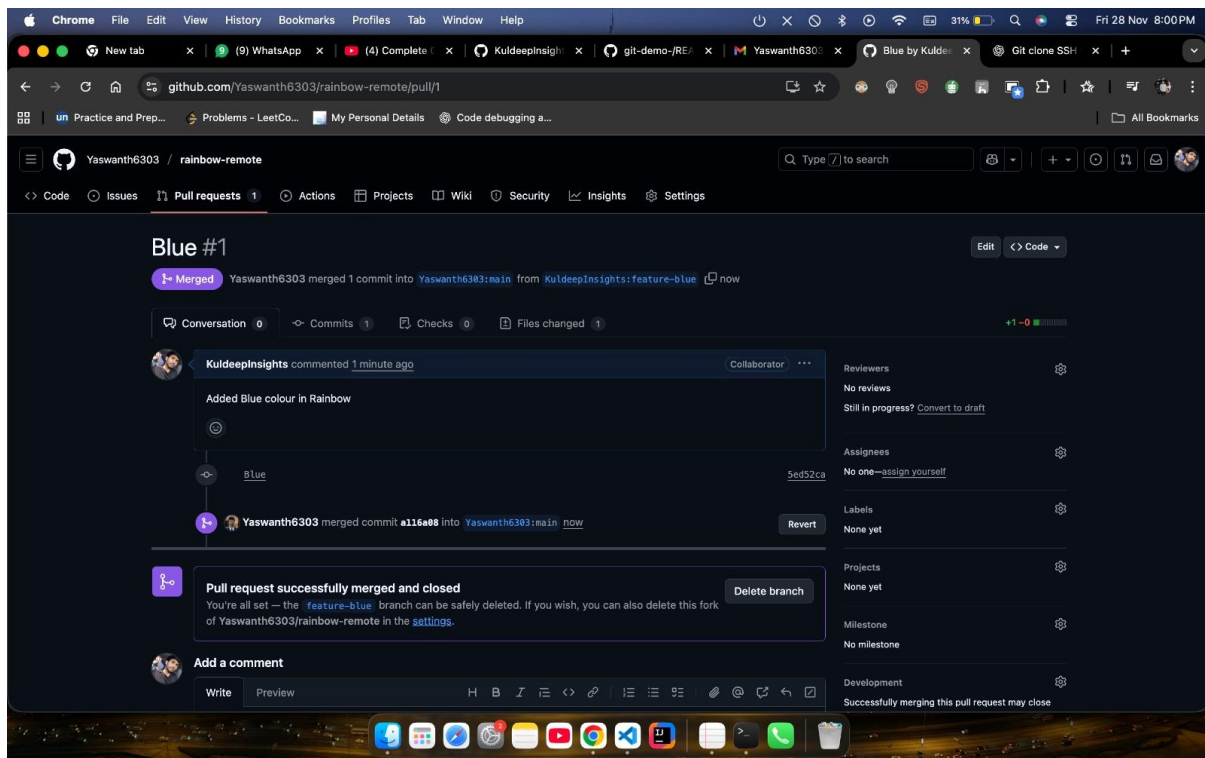 Chrome File Edit View History Bookmarks Profiles Tab Window Help 31% Fri 28 Nov 8:00 PM
New tab (9) WhatsApp (4) Complete KuldeepInsigh git-demo-/REA Yaswanth6303 Blue by Kuldee Git clone SSH
github.com/Yaswanth6303/rainbow-remote/pull/1
un Practice and Prep... Problems - LeetCo... My Personal Details Code debugging a... All Bookmarks
Yaswanth6303 / rainbow-remote Type / to search
Code Issues Pull requests 1 Actions Projects Wiki Security Insights Settings
Blue #1 Edit Code
Merged Yaswanth6303 merged 1 commit into Yaswanth6303:main from KuldeepInsights:feature-blue now
Conversation 0 Commits 1 Checks 0 Files changed 1 +1 −0
KuldeepInsights commented 1 minute ago Collaborator
Added Blue colour in Rainbow
Blue 5ed52ca
Yaswanth6303 merged commit a116a08 into Yaswanth6303:main now Revert
Pull request successfully merged and closed
You're all set — the feature-blue branch can be safely deleted. If you wish, you can also delete this fork
of Yaswanth6303/rainbow-remote in the settings.
Delete branch
Add a comment
Write Preview H B I
Reviewers
No reviews
Still in progress? Convert to draft
Assignees
No one—assign yourself
Labels
None yet
Projects
None yet
Milestone
No milestone
Development
Successfully merging this pull request may close